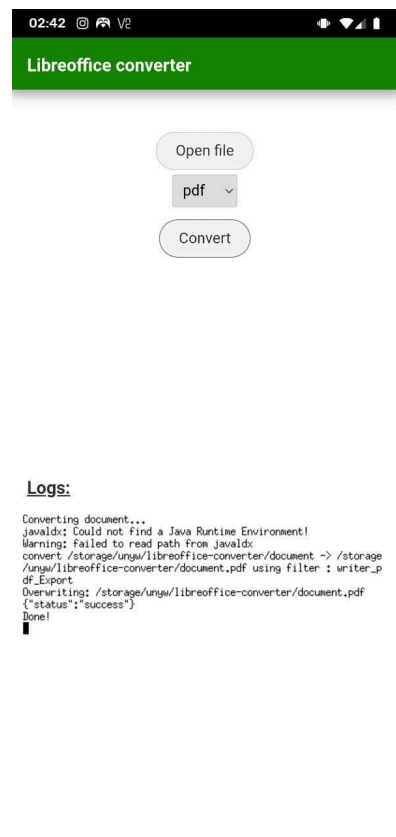 02:42
Libreoffice converter
Open file
pdf
Convert
Logs:
Converting document...
javaldx: Could not find a Java Runtime Environment!
Warning: failed to read path from javaldx
convert /storage/unyw/libreoffice-converter/document -> /storage
/unyw/libreoffice-converter/document.pdf using filter : writer_p
df_Export
Overwriting: /storage/unyw/libreoffice-converter/document.pdf
{"status":"success"}
Done!